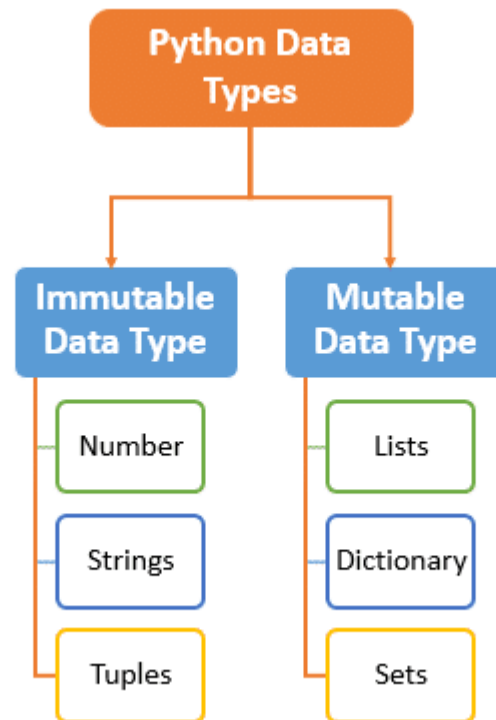 Python Data
Types
Immutable
Data Type
Number
Strings
Tuples
Mutable
Data Type
Lists
Dictionary
Sets